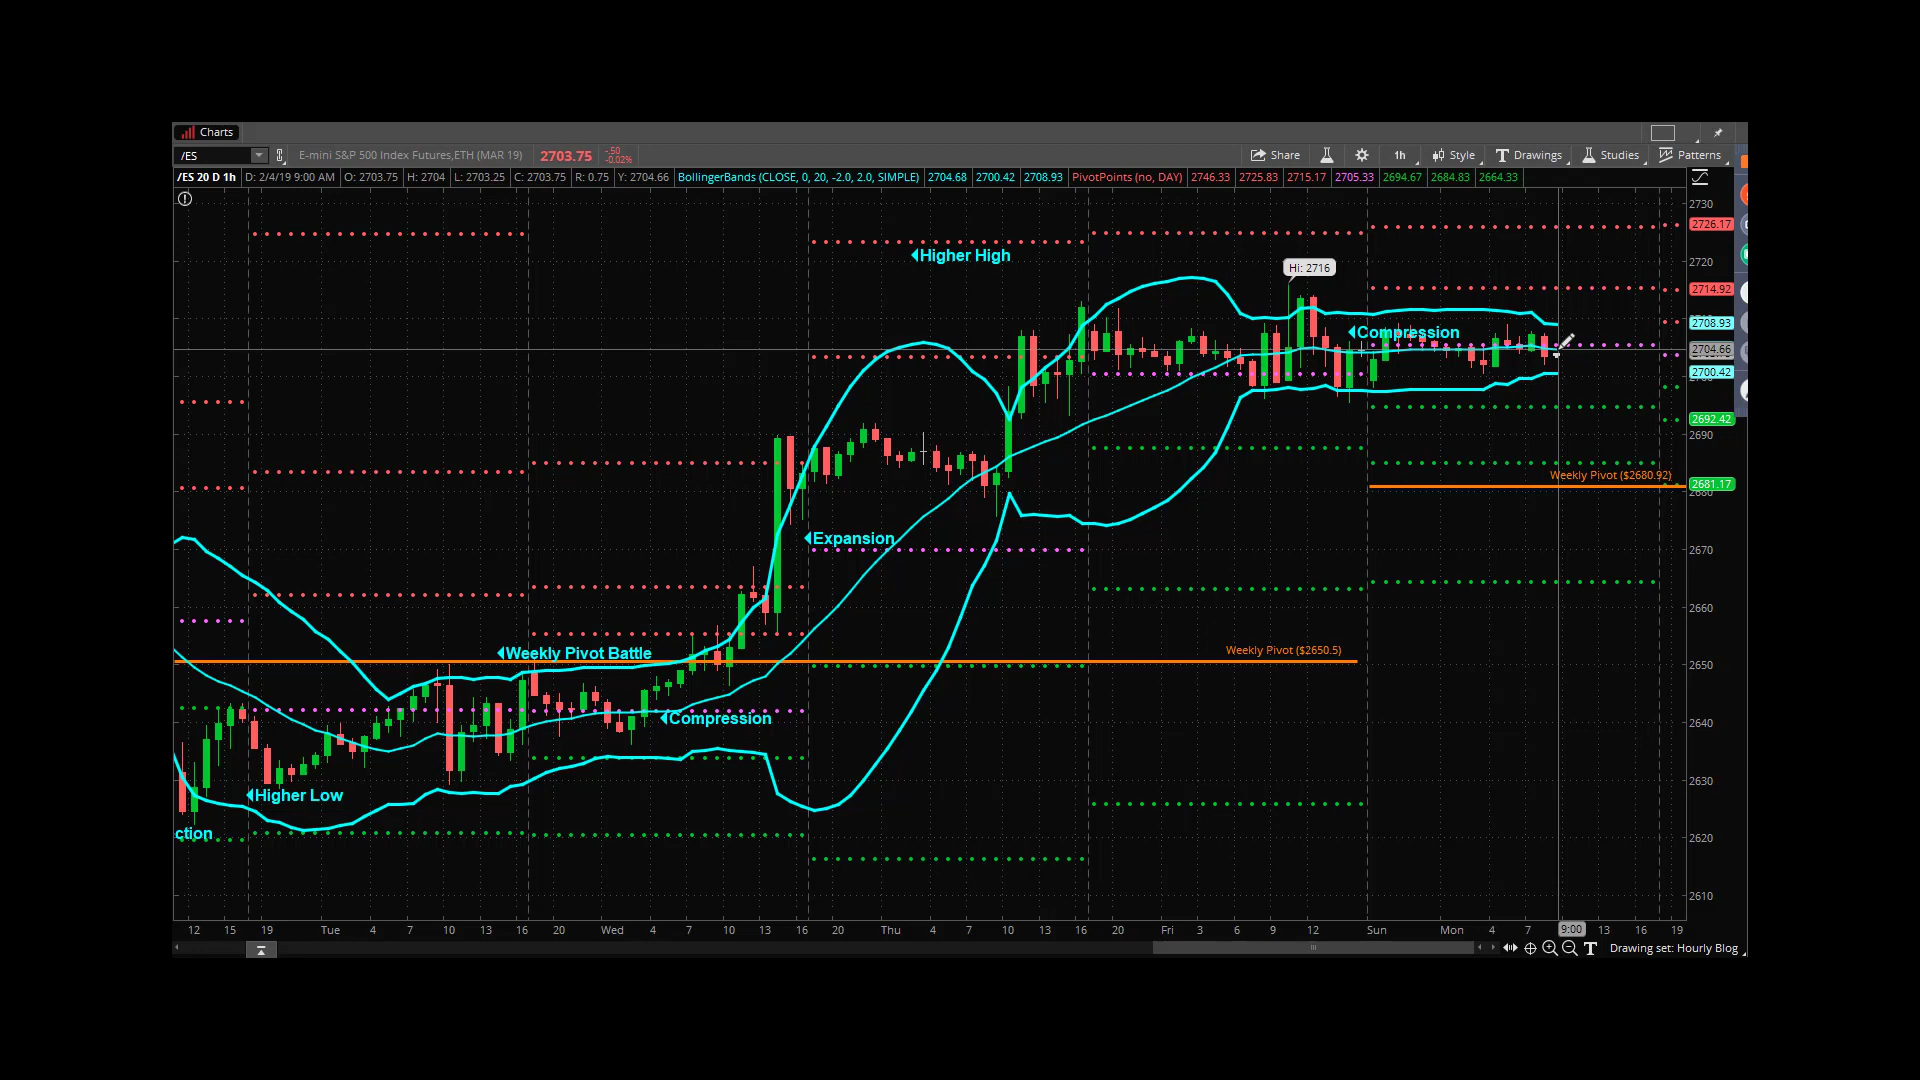 Charts
/ES E-mini S&P 500 Index Futures,ETH (MAR 19) 2703.75 -.50 -0.02% Share 1h Style Drawings Studies Patterns
/ES 20 D 1h D: 2/4/19 9:00 AM O: 2703.75 H: 2704 L: 2703.25 C: 2703.75 R: 0.75 Y: 2704.66 BollingerBands (CLOSE, 0, 20, -2.0, 2.0, SIMPLE) 2704.68 2700.42 2708.93 PivotPoints (no, DAY) 2746.33 2725.83 2715.17 2705.33 2694.67 2684.83 2664.33
2730
2726.17
Higher High
2720
Hi: 2716
2714.92
2708.93
Compression
2704.66
2700.42
2692.42
2690
Weekly Pivot ($2680.92)
2681.17
2680
Expansion
2670
2660
Weekly Pivot Battle
Weekly Pivot ($2650.5)
2650
Compression
2640
2630
Higher Low
ction
2620
2610
12 15 19 Tue 4 7 10 13 16 20 Wed 4 7 10 13 16 20 Thu 4 7 10 13 16 20 Fri 3 6 9 12 Sun Mon 4 7 9:00 13 16 19
T Drawing set: Hourly Blog